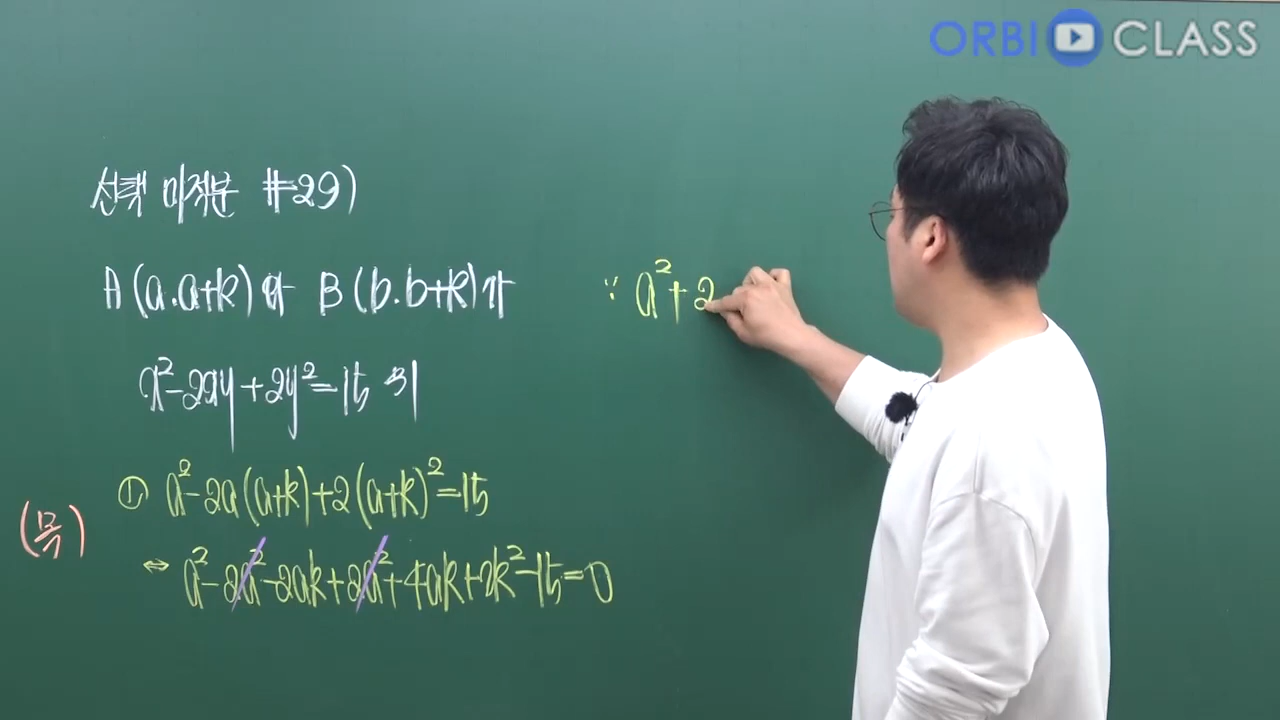 ORBI CLASS
선택 미적분 #29)
A(a.a+k)와 B(b.b+k)가
x²-2xy+2y²=15 위
(몫)
① a²-2a(a+k)+2(a+k)²=15
⇔ a²-2a²-2ak+2a²+4ak+2k²-15=0
∵ a²+2